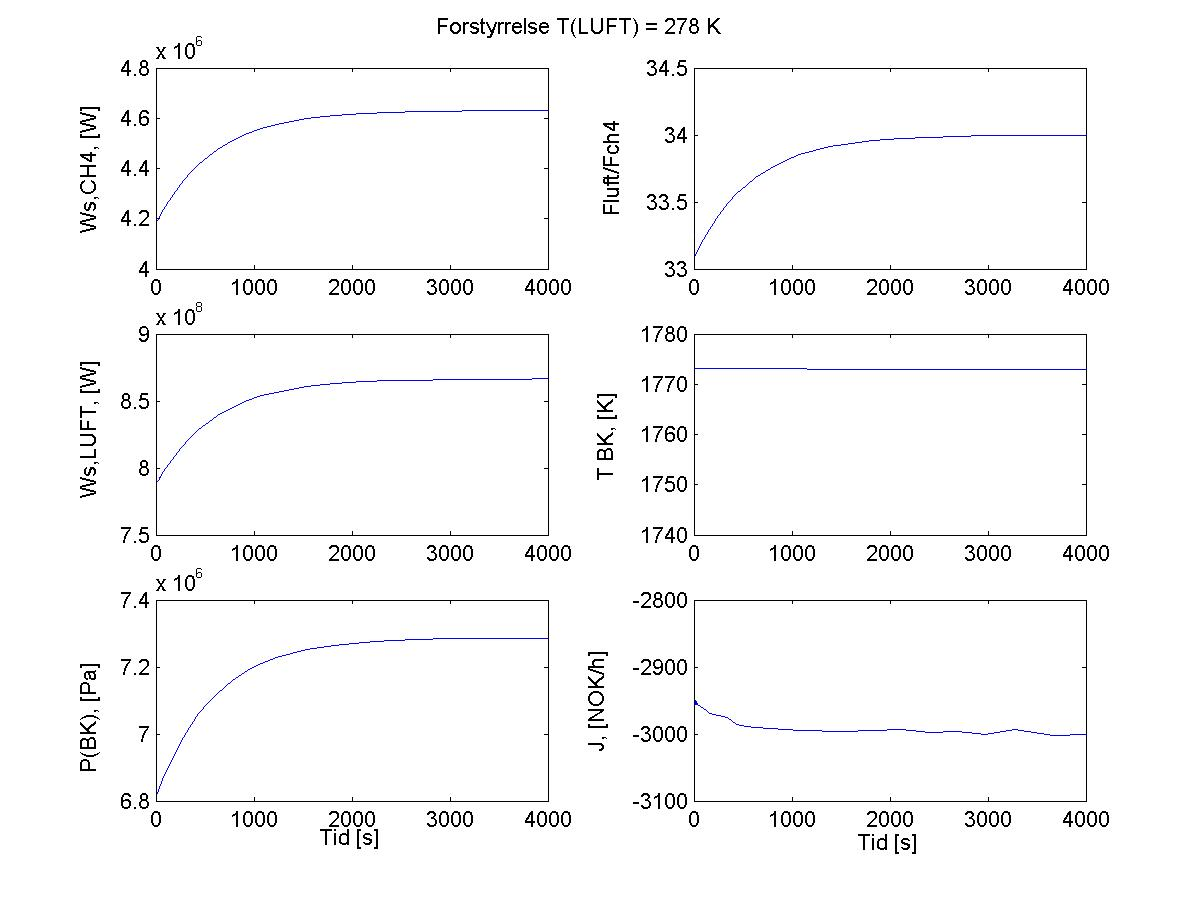 Forstyrrelse T(LUFT) = 278 K
x 10^6
4.8
4.6
4.4
4.2
4
Ws,CH4, [W]
0 1000 2000 3000 4000
34.5
34
33.5
33
Fluft/Fch4
0 1000 2000 3000 4000
x 10^8
9
8.5
8
7.5
Ws,LUFT, [W]
0 1000 2000 3000 4000
1780
1770
1760
1750
1740
T BK, [K]
0 1000 2000 3000 4000
x 10^6
7.4
7.2
7
6.8
P(BK), [Pa]
0 1000 2000 3000 4000
Tid [s]
-2800
-2900
-3000
-3100
J, [NOK/h]
0 1000 2000 3000 4000
Tid [s]